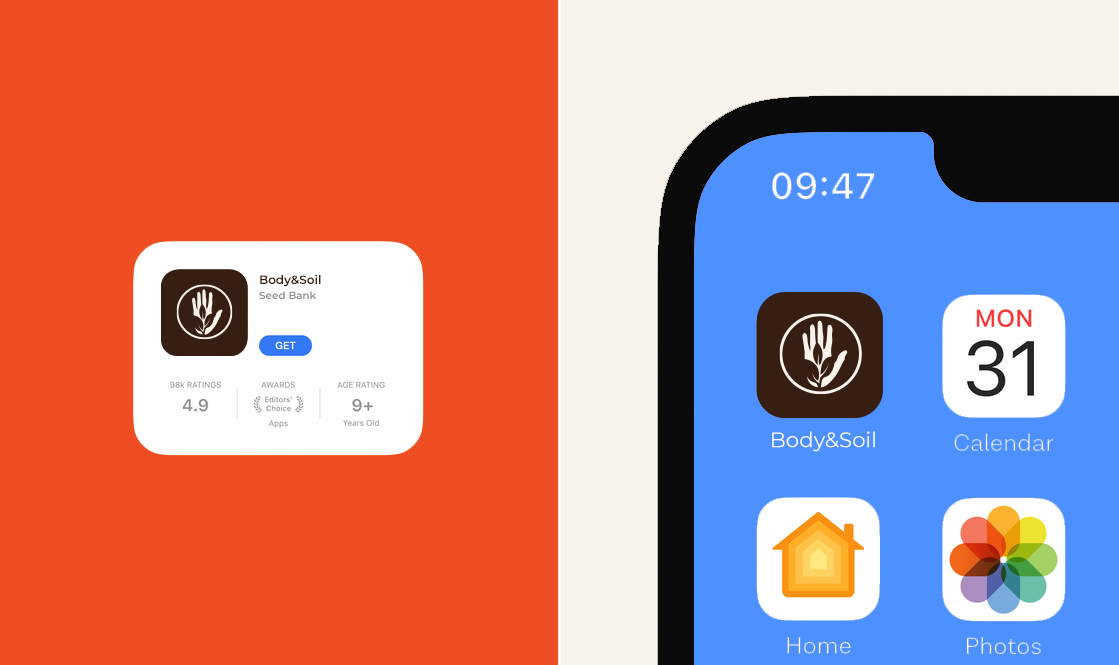 Body&Soil
Seed Bank
GET
98k RATINGS
4.9
AWARDS
Editors'
Choice
Apps
AGE RATING
9+
Years Old
09:47
Body&Soil
MON
31
Calendar
Home
Photos